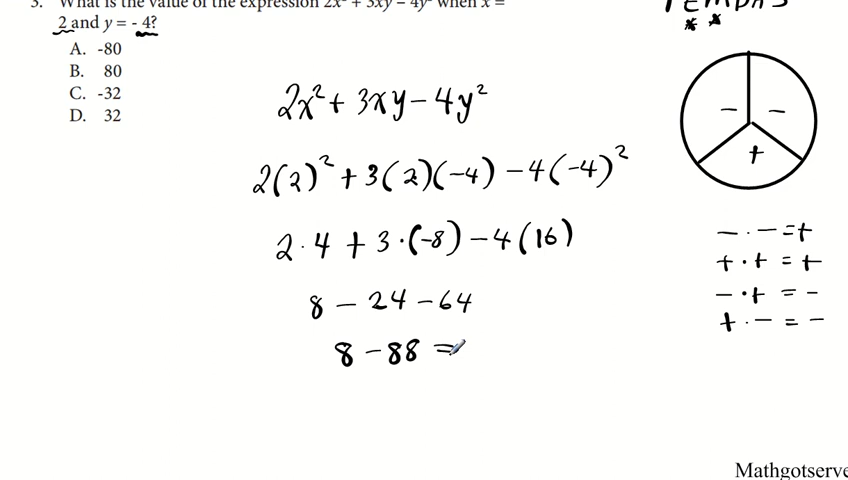 3. What is the value of the expression 2x² + 3xy – 4y² when x =
2 and y = - 4?
A. -80
B. 80
C. -32
D. 32
2x² + 3xy - 4y²
2(2)² + 3(2)(-4) - 4(-4)²
2 · 4 + 3 · (-8) - 4(16)
8 - 24 - 64
8 - 88 =
PEMDAS
* *
- -
+
- · - = +
+ · + = +
- · + = -
+ · - = -
Mathgotserve